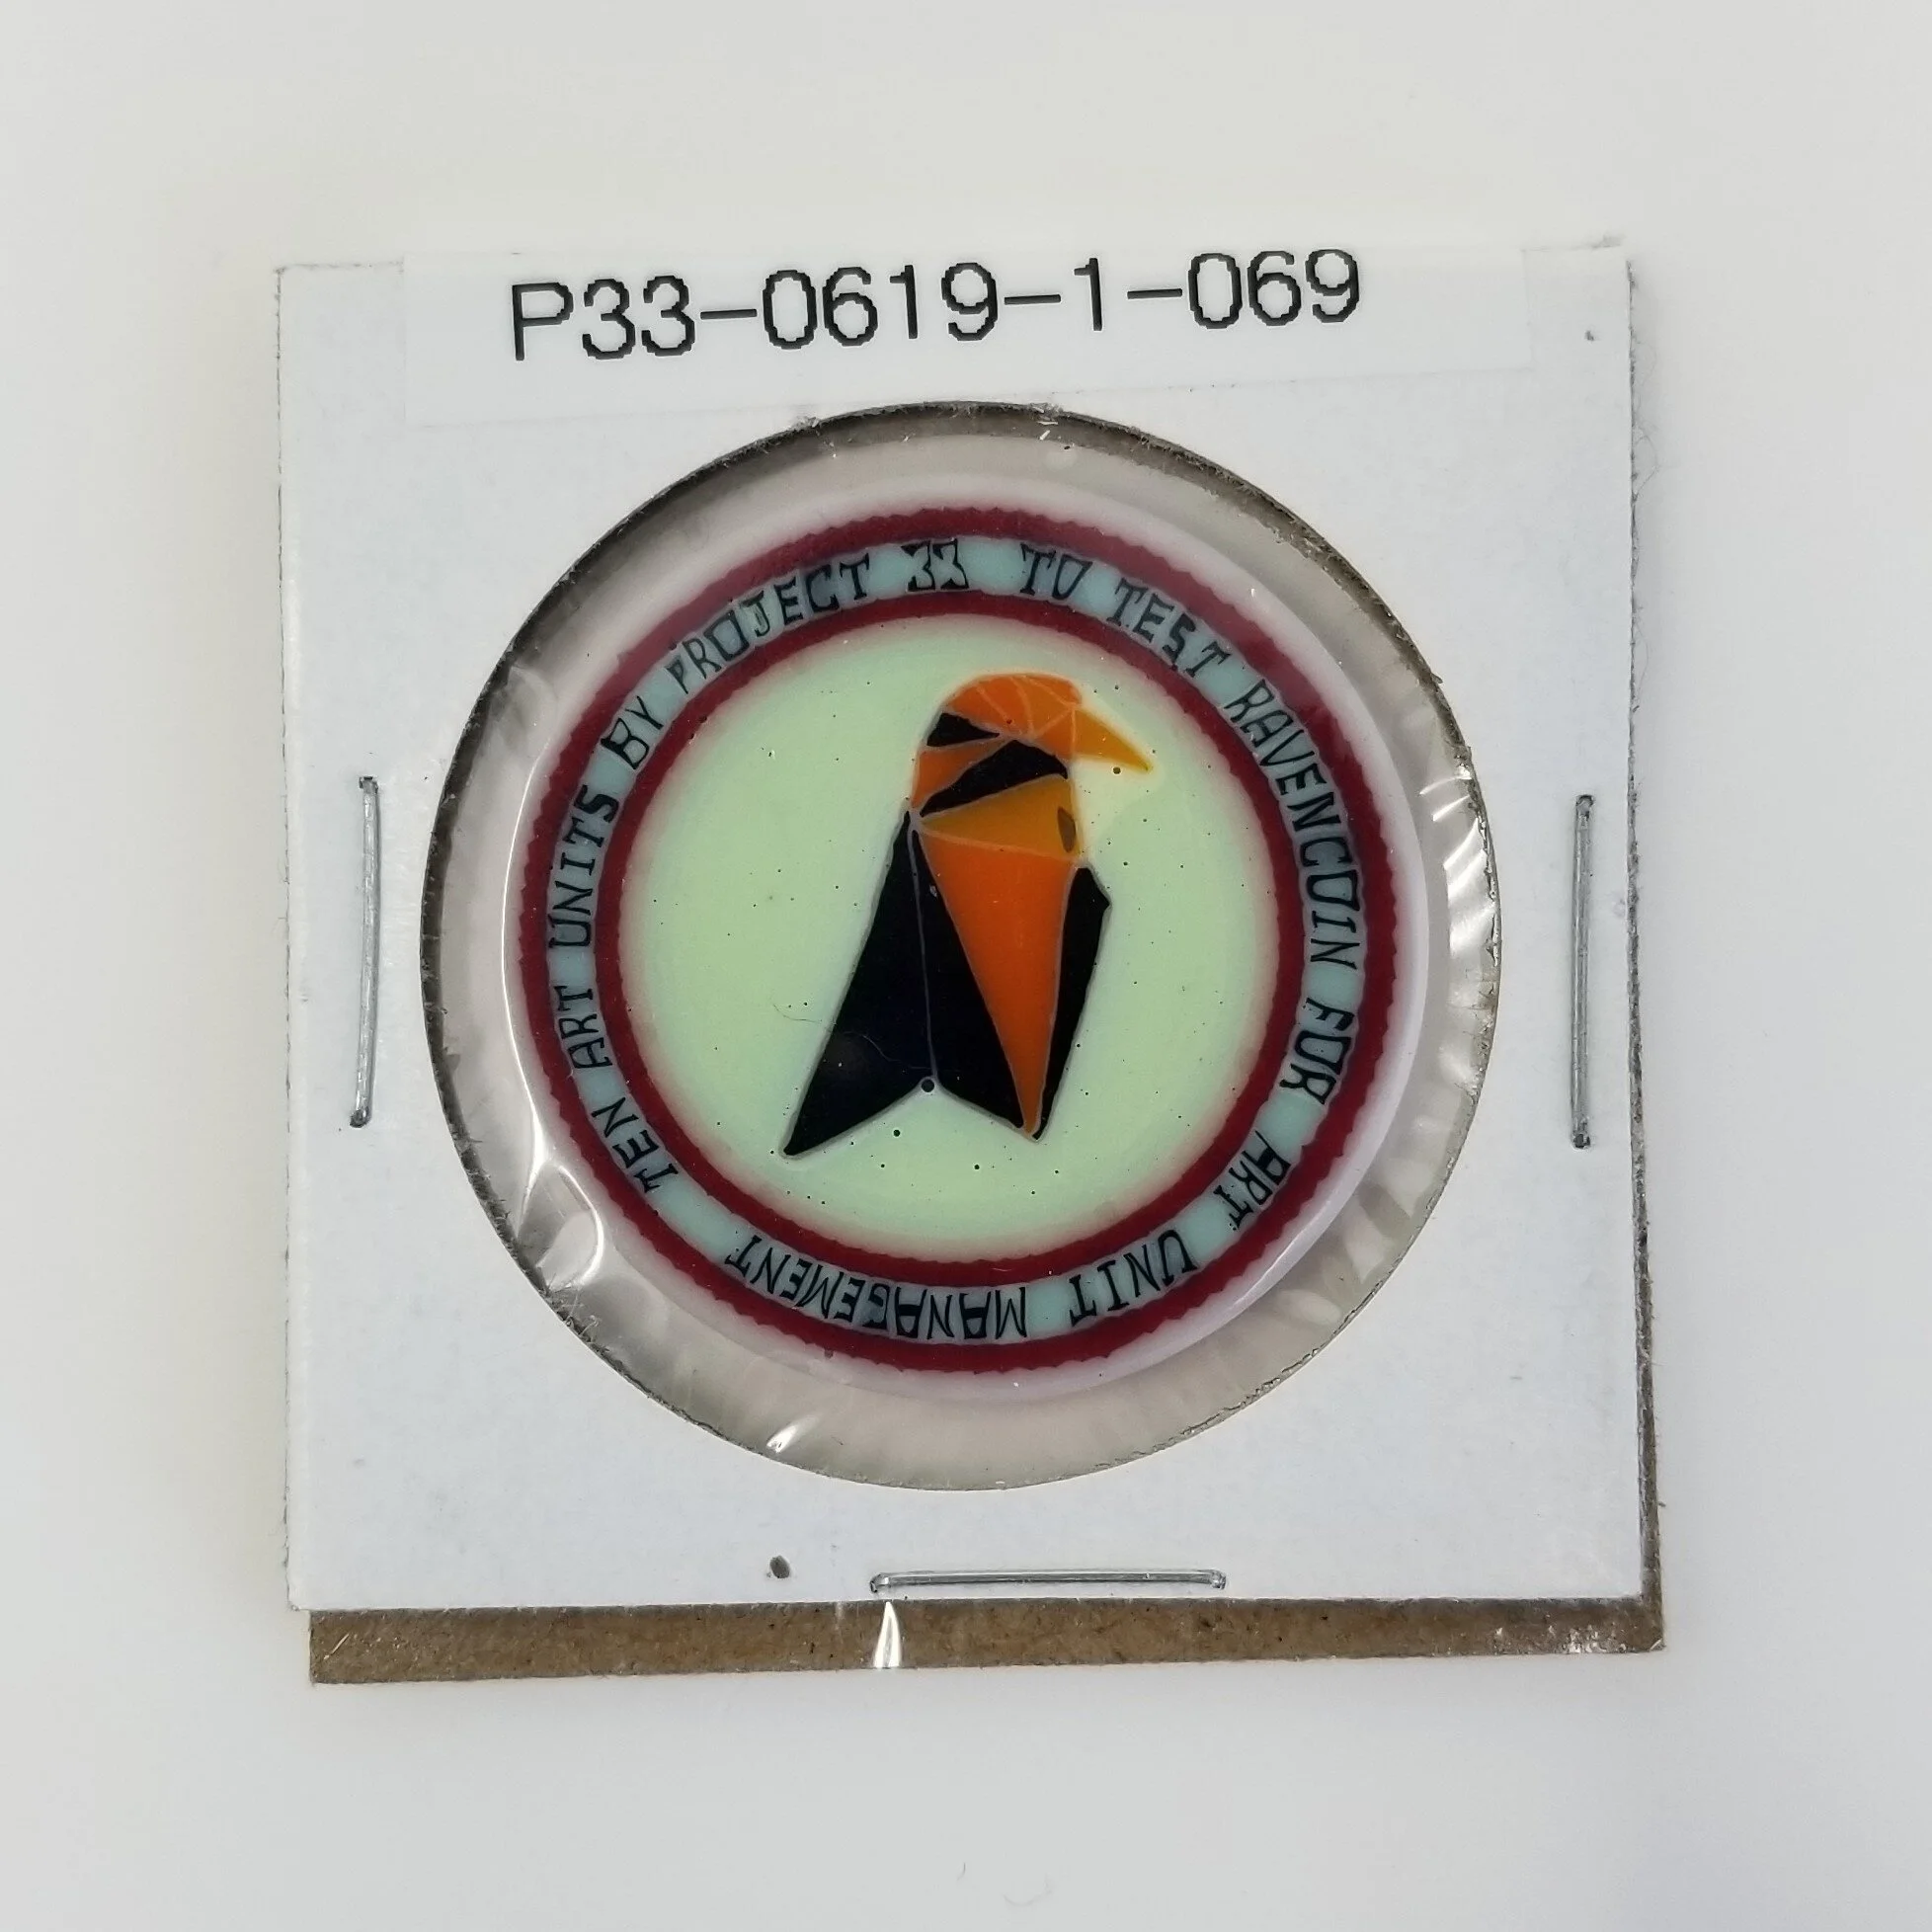 P33-0619-1-069
TEN ART UNITS BY PROJECT 33 TO TEST RAVENCOIN FOR ART UNIT MANAGEMENT